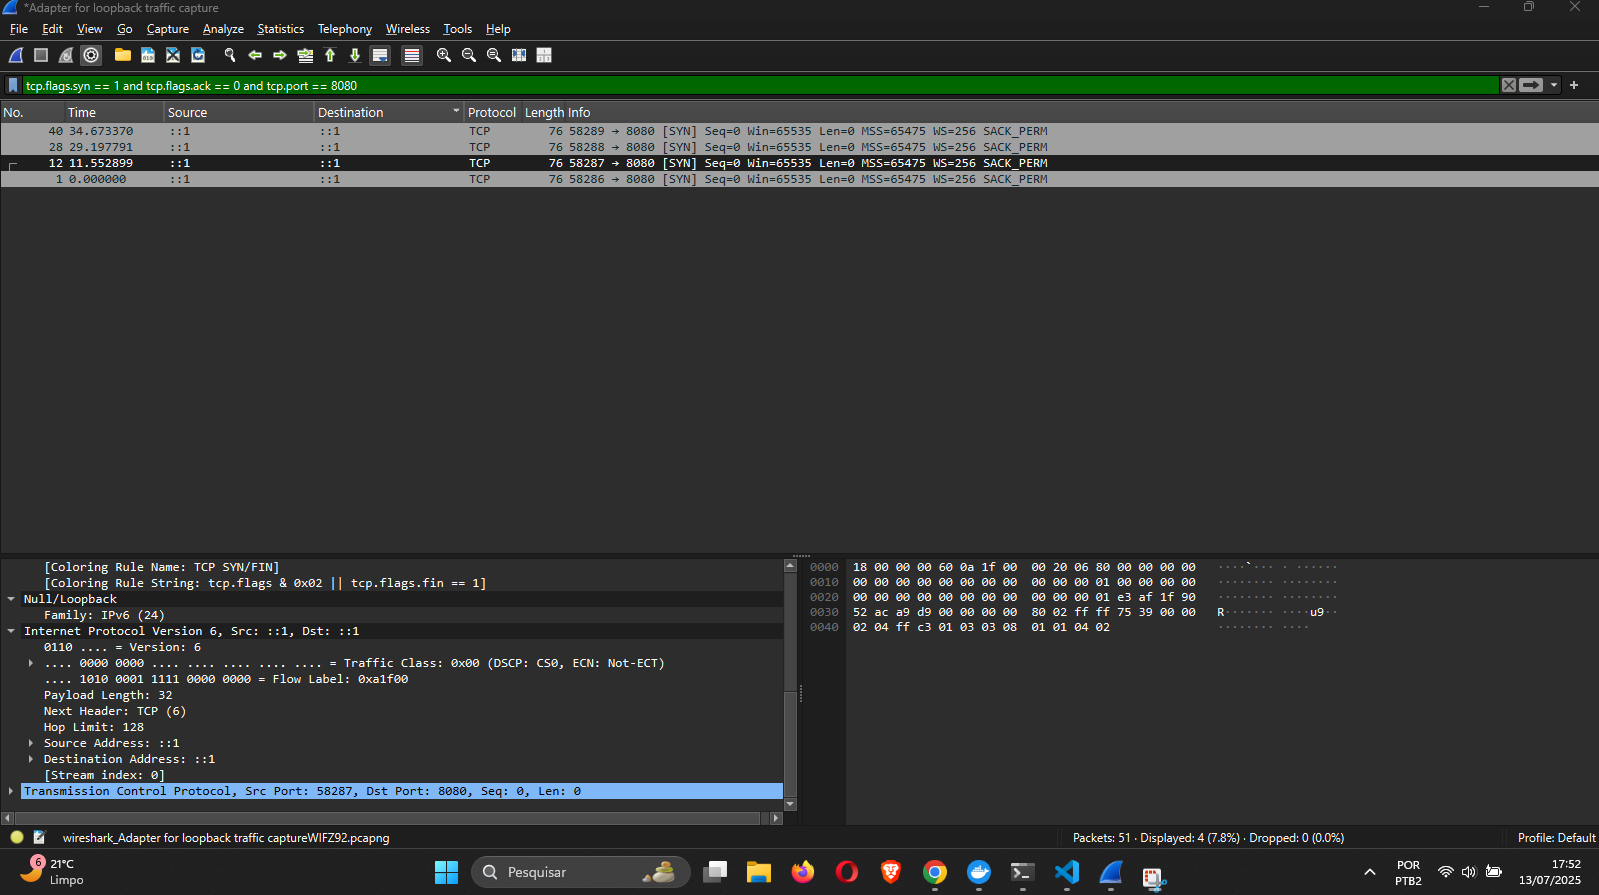 *Adapter for loopback traffic capture
File Edit View Go Capture Analyze Statistics Telephony Wireless Tools Help
tcp.flags.syn == 1 and tcp.flags.ack == 0 and tcp.port == 8080
No. Time Source Destination Protocol Length Info
40 34.673370 ::1 ::1 TCP 76 58289 → 8080 [SYN] Seq=0 Win=65535 Len=0 MSS=65475 WS=256 SACK_PERM
28 29.197791 ::1 ::1 TCP 76 58288 → 8080 [SYN] Seq=0 Win=65535 Len=0 MSS=65475 WS=256 SACK_PERM
12 11.552899 ::1 ::1 TCP 76 58287 → 8080 [SYN] Seq=0 Win=65535 Len=0 MSS=65475 WS=256 SACK_PERM
1 0.000000 ::1 ::1 TCP 76 58286 → 8080 [SYN] Seq=0 Win=65535 Len=0 MSS=65475 WS=256 SACK_PERM
[Coloring Rule Name: TCP SYN/FIN]
[Coloring Rule String: tcp.flags & 0x02 || tcp.flags.fin == 1]
Null/Loopback
Family: IPv6 (24)
Internet Protocol Version 6, Src: ::1, Dst: ::1
0110 .... = Version: 6
.... 0000 0000 .... .... .... .... .... = Traffic Class: 0x00 (DSCP: CS0, ECN: Not-ECT)
.... 1010 0001 1111 0000 0000 = Flow Label: 0xa1f00
Payload Length: 32
Next Header: TCP (6)
Hop Limit: 128
Source Address: ::1
Destination Address: ::1
[Stream index: 0]
Transmission Control Protocol, Src Port: 58287, Dst Port: 8080, Seq: 0, Len: 0
0000 18 00 00 00 60 0a 1f 00 00 20 06 80 00 00 00 00 ····`··· · ······
0010 00 00 00 00 00 00 00 00 00 00 00 01 00 00 00 00 ········ ········
0020 00 00 00 00 00 00 00 00 00 00 00 01 e3 af 1f 90 ········ ········
0030 52 ac a9 d9 00 00 00 00 80 02 ff ff 75 39 00 00 R······· ····u9··
0040 02 04 ff c3 01 03 03 08 01 01 04 02 ········ ····
wireshark_Adapter for loopback traffic captureWIFZ92.pcapng
Packets: 51 · Displayed: 4 (7.8%) · Dropped: 0 (0.0%)
Profile: Default
6
21°C
Limpo
Pesquisar
POR
PTB2
17:52
13/07/2025